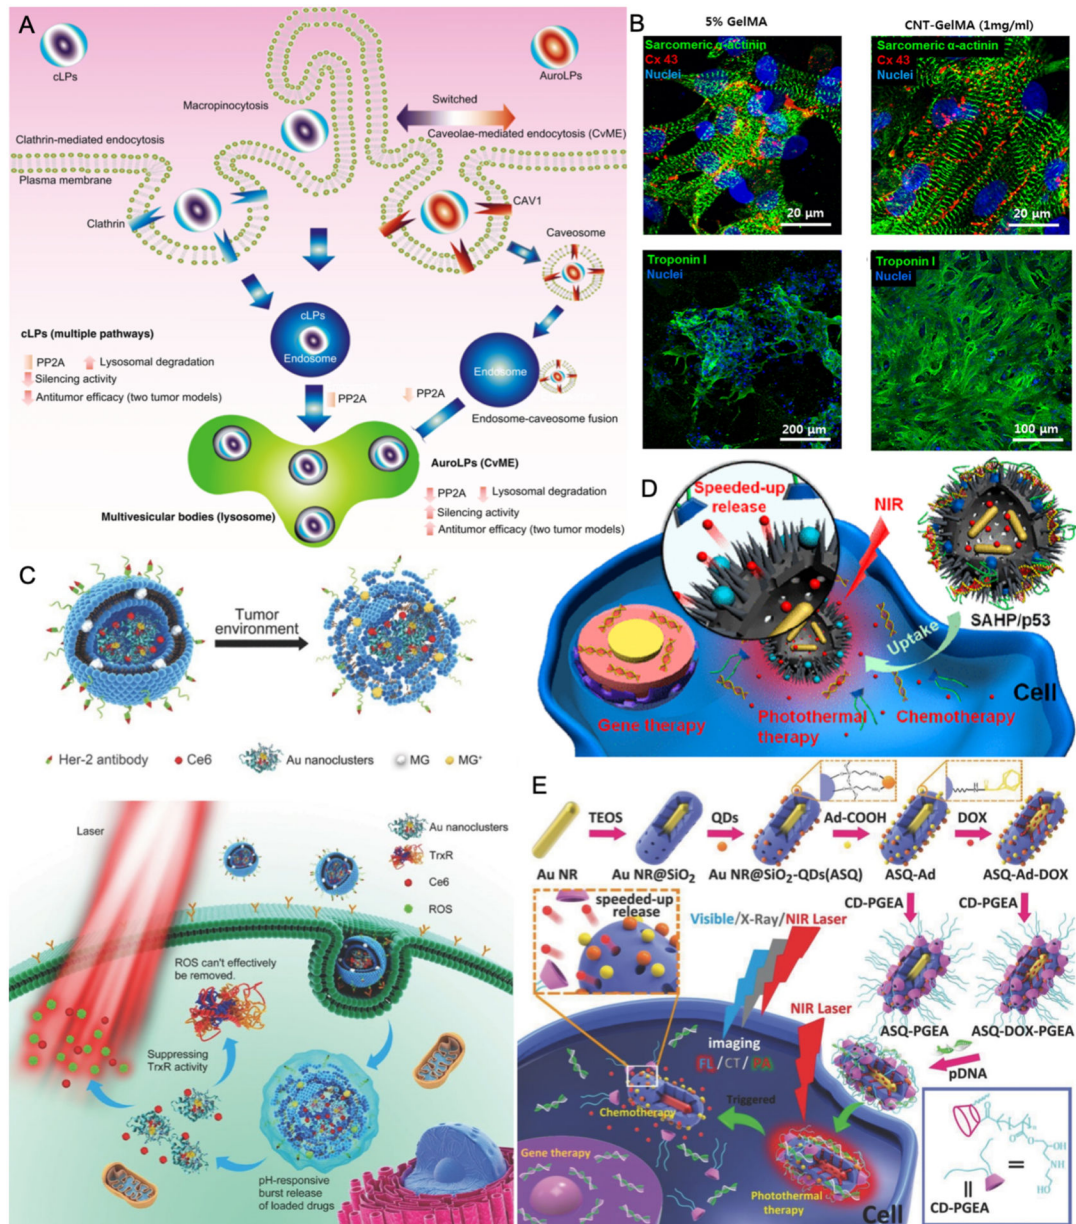 A
cLPs
AuroLPs
Macropinocytosis
Switched
Clathrin-mediated endocytosis
Caveolae-mediated endocytosis (CvME)
Plasma membrane
CAV1
Clathrin
Caveosome
cLPs
Endosome
cLPs (multiple pathways)
PP2A Lysosomal degradation
Silencing activity
Antitumor efficacy (two tumor models)
Endosome
PP2A
PP2A
Endosome-caveosome fusion
AuroLPs (CvME)
PP2A Lysosomal degradation
Silencing activity
Antitumor efficacy (two tumor models)
Multivesicular bodies (lysosome)
B
5% GelMA
CNT-GelMA (1mg/ml)
Sarcomeric α-actinin
Cx 43
Nuclei
20 μm
Sarcomeric α-actinin
Cx 43
Nuclei
20 μm
Troponin I
Nuclei
200 μm
Troponin I
Nuclei
100 μm
C
Tumor
environment
Her-2 antibody
Ce6
Au nanoclusters
MG
MG⁺
Laser
Au nanoclusters
TrxR
Ce6
ROS
ROS can't effectively
be removed.
Suppressing
TrxR activity
pH-responsive
burst release
of loaded drugs
D
Speeded-up
release
NIR
SAHP/p53
Uptake
Cell
Gene therapy
Photothermal
therapy
Chemotherapy
E
TEOS
QDs
Ad-COOH
DOX
Au NR
Au NR@SiO₂
Au NR@SiO₂-QDs(ASQ)
ASQ-Ad
ASQ-Ad-DOX
CD-PGEA
CD-PGEA
speeded-up
release
Visible/X-Ray/NIR Laser
NIR Laser
ASQ-PGEA
ASQ-DOX-PGEA
imaging
FL/CT/PA
pDNA
Chemotherapy
Triggered
Gene therapy
Photothermal
therapy
Cell
OH
NH
HO
CD-PGEA